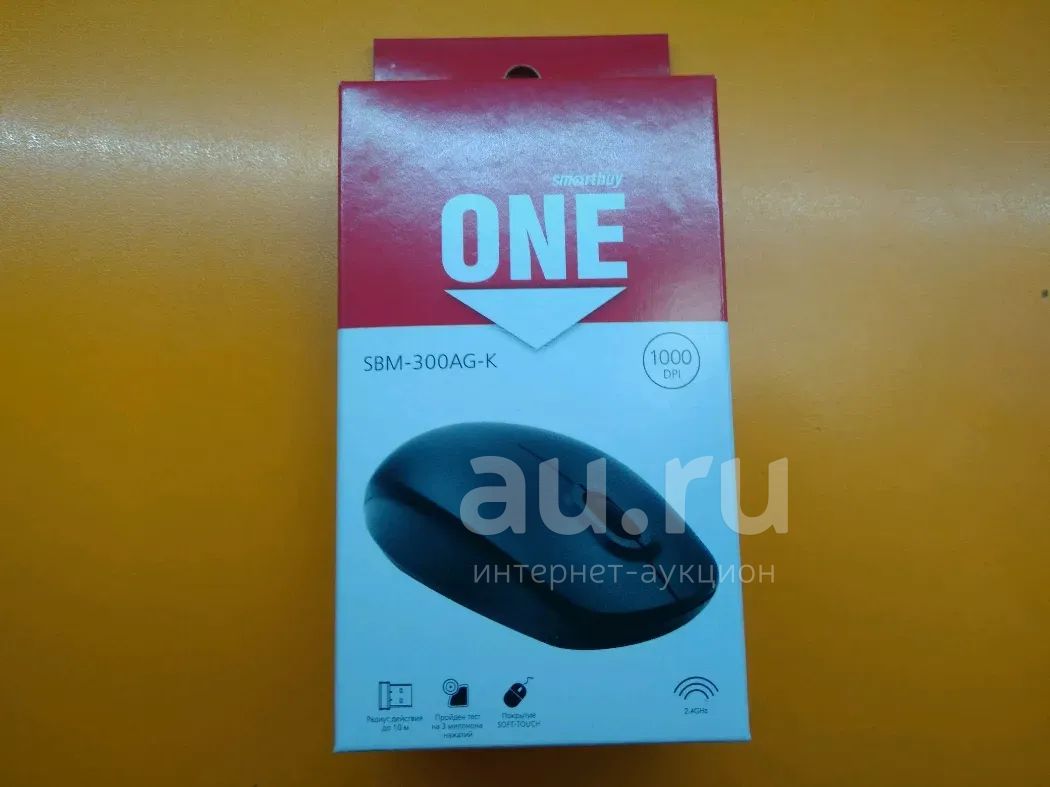 smartbuy
ONE
SBM-300AG-K
1000
DPI
au.ru
интернет-аукцион
Радиус действия
до 10 м
Пройден тест
на 3 миллиона
нажатий
Покрытие
SOFT-TOUCH
2.4GHz